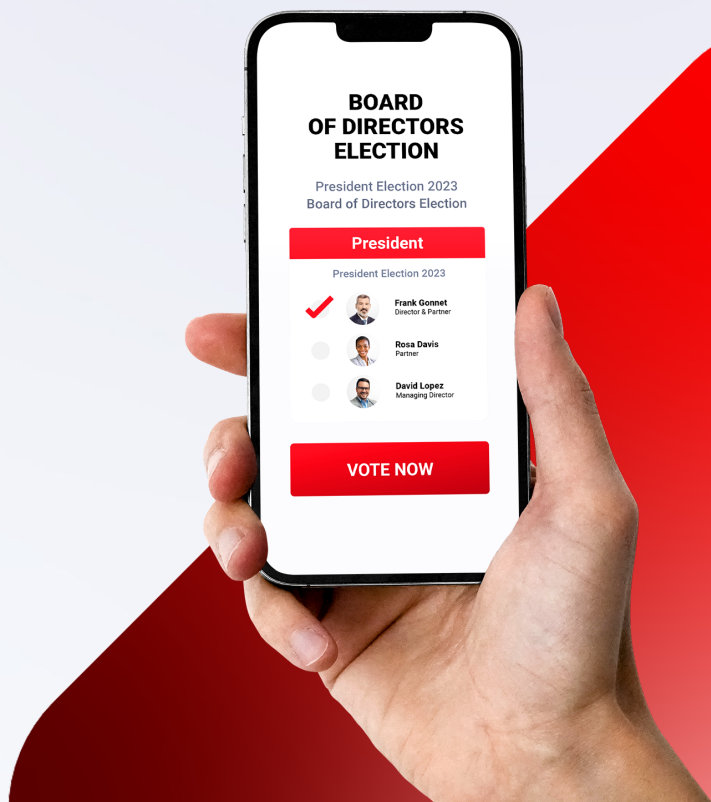 BOARD
OF DIRECTORS
ELECTION
President Election 2023
Board of Directors Election
President
President Election 2023
Frank Gonnet
Director & Partner
Rosa Davis
Partner
David Lopez
Managing Director
VOTE NOW